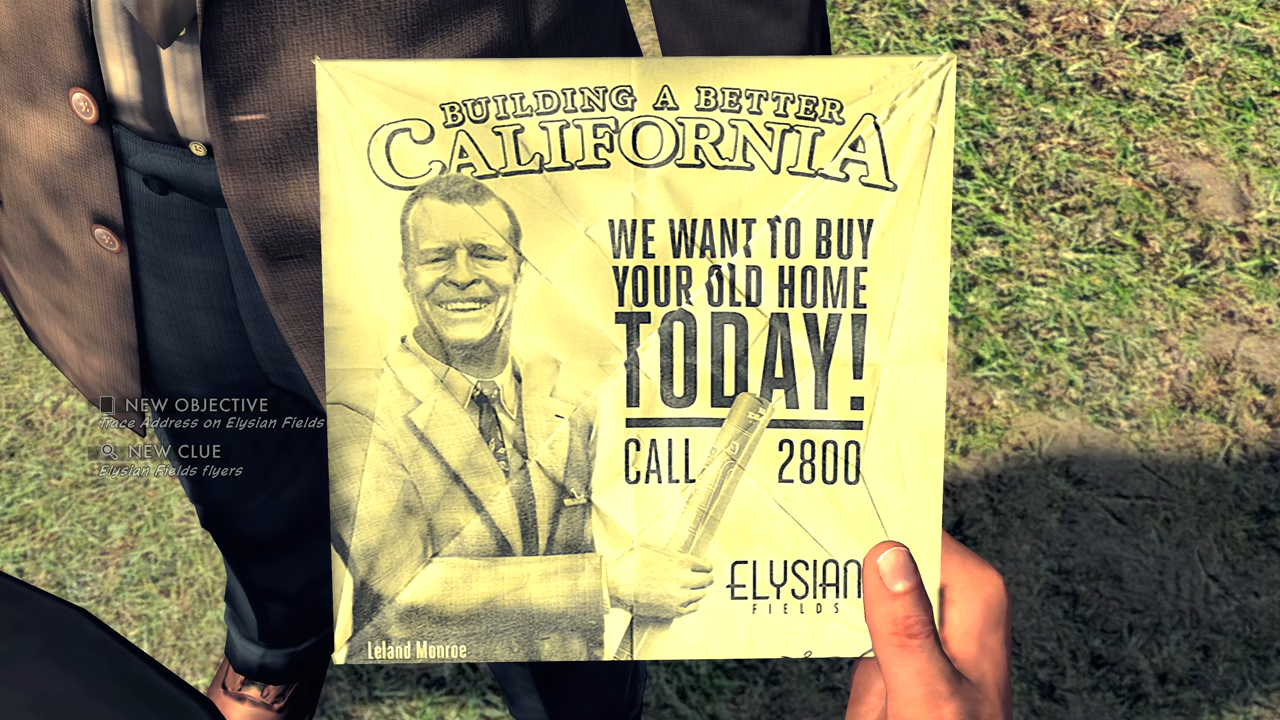 BUILDING A BETTER
CALIFORNIA
WE WANT TO BUY
YOUR OLD HOME
TODAY!
CALL 2800
ELYSIAN
FIELDS
Leland Monroe
NEW OBJECTIVE
Trace Address on Elysian Fields
NEW CLUE
Elysian Fields flyers